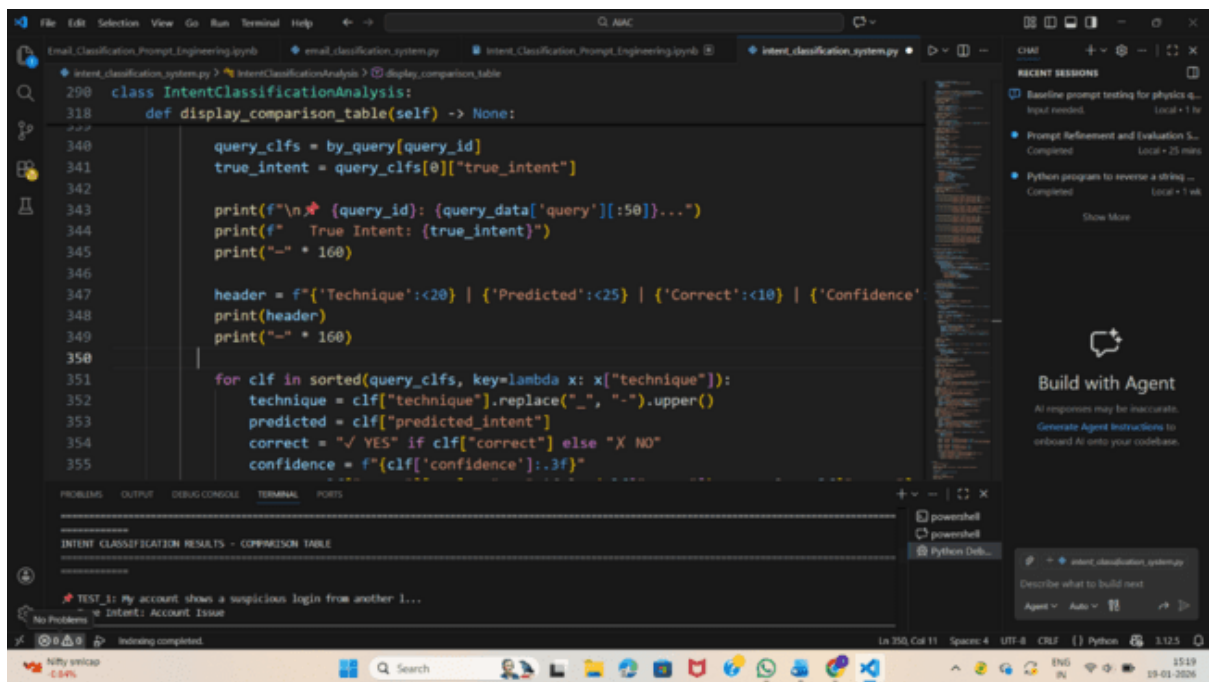 File Edit Selection View Go Run Terminal Help
AIAC
Email_Classification_Prompt_Engineering.ipynb
email_classification_system.py
Intent_Classification_Prompt_Engineering.ipynb
intent_classification_system.py
intent_classification_system.py > IntentClassificationAnalysis > display_comparison_table
290 class IntentClassificationAnalysis:
318 def display_comparison_table(self) -> None:
340 query_clfs = by_query[query_id]
341 true_intent = query_clfs[0]["true_intent"]
342
343 print(f"\n📌 {query_id}: {query_data['query'][:50]}...")
344 print(f" True Intent: {true_intent}")
345 print("─" * 160)
346
347 header = f"{'Technique':<20} | {'Predicted':<25} | {'Correct':<10} | {'Confidence'
348 print(header)
349 print("─" * 160)
350
351 for clf in sorted(query_clfs, key=lambda x: x["technique"]):
352 technique = clf["technique"].replace("_", "-").upper()
353 predicted = clf["predicted_intent"]
354 correct = "✓ YES" if clf["correct"] else "✗ NO"
355 confidence = f"{clf['confidence']:.3f}"
PROBLEMS OUTPUT DEBUG CONSOLE TERMINAL PORTS
INTENT CLASSIFICATION RESULTS - COMPARISON TABLE
📌 TEST_1: My account shows a suspicious login from another l...
Intent: Account Issue
powershell
powershell
Python Deb...
CHAT
RECENT SESSIONS
Baseline prompt testing for physics q...
Input needed. Local • 1 hr
Prompt Refinement and Evaluation S...
Completed Local • 25 mins
Python program to reverse a string ...
Completed Local • 1 wk
Show More
Build with Agent
AI responses may be inaccurate.
Generate Agent Instructions to
onboard AI onto your codebase.
intent_classification_system.py
Describe what to build next
Agent Auto
No Problems
0 0 Indexing completed.
Ln 350, Col 11 Spaces: 4 UTF-8 CRLF {} Python 3.12.5
Nifty smlcap
-0.84%
Search
ENG
IN
15:19
19-01-2026